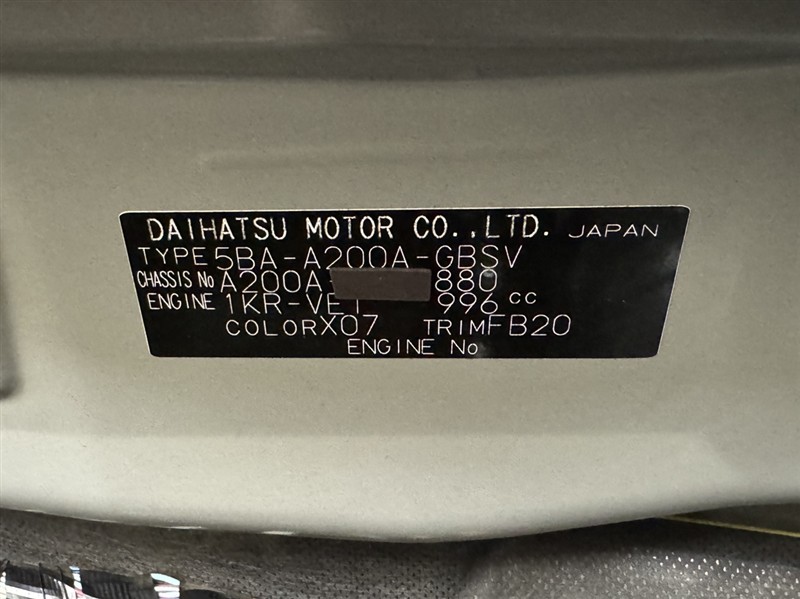 DAIHATSU MOTOR CO.,LTD. JAPAN
TYPE 5BA-A200A-GBSV
CHASSIS No A200A 880
ENGINE 1KR-VET 996 cc
COLOR X07 TRIM FB20
ENGINE No